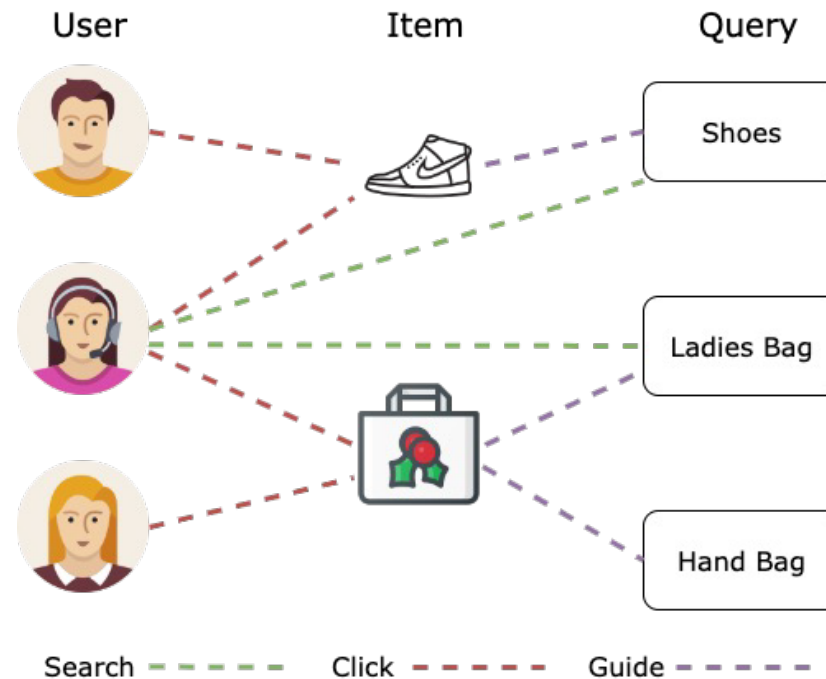 User Item Query
Shoes
Ladies Bag
Hand Bag
Search Click Guide